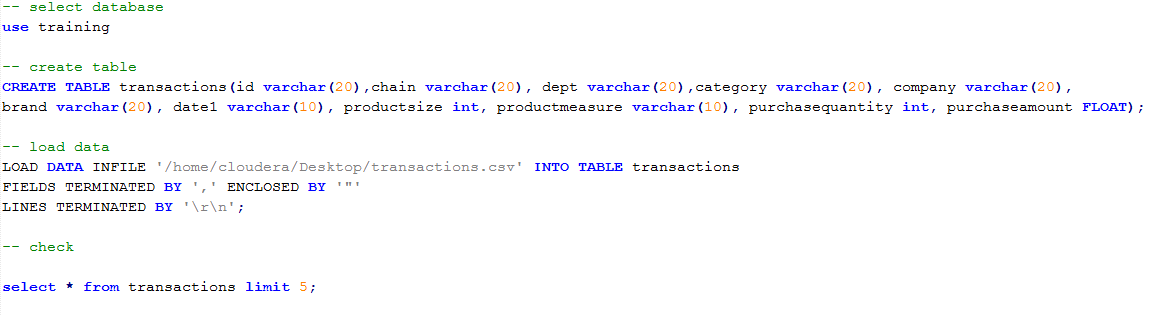 -- select database
use training
-- create table
CREATE TABLE transactions(id varchar(20),chain varchar(20), dept varchar(20),category varchar(20), company varchar(20),
brand varchar(20), date1 varchar(10), productsize int, productmeasure varchar(10), purchasequantity int, purchaseamount FLOAT);
-- load data
LOAD DATA INFILE '/home/cloudera/Desktop/transactions.csv' INTO TABLE transactions
FIELDS TERMINATED BY ',' ENCLOSED BY '"'
LINES TERMINATED BY '\r\n';
-- check
select * from transactions limit 5;